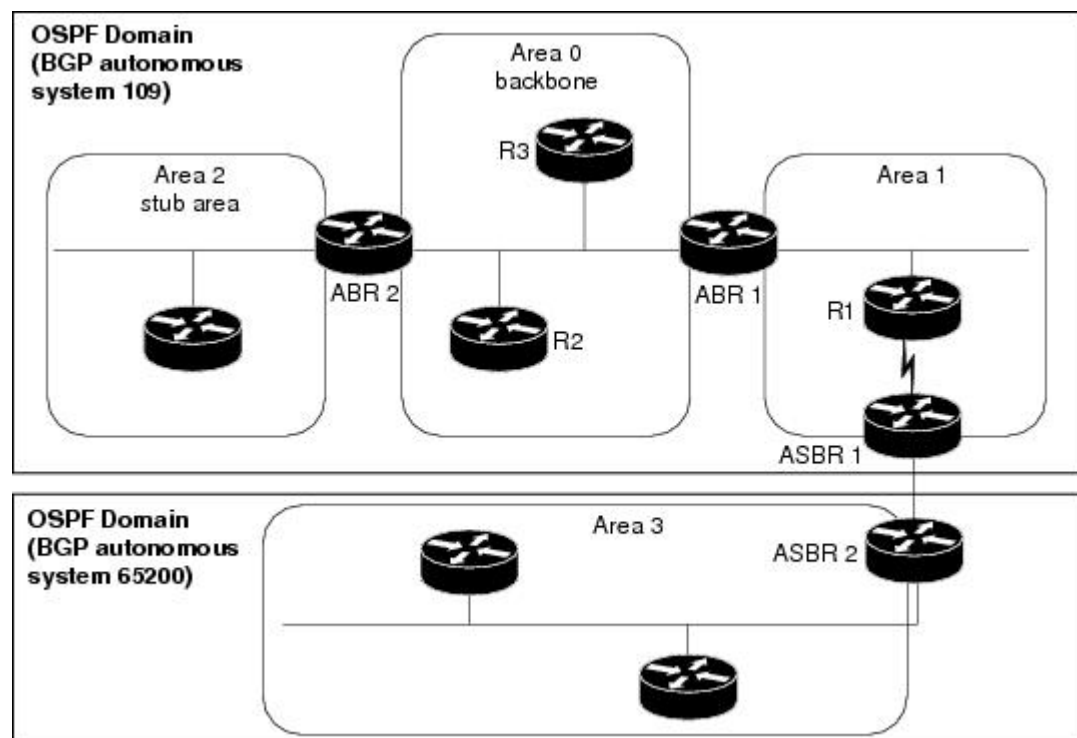 OSPF Domain
(BGP autonomous
system 109)
Area 0
backbone
R3
Area 2
stub area
Area 1
ABR 2
ABR 1
R2
R1
ASBR 1
OSPF Domain
(BGP autonomous
system 65200)
Area 3
ASBR 2